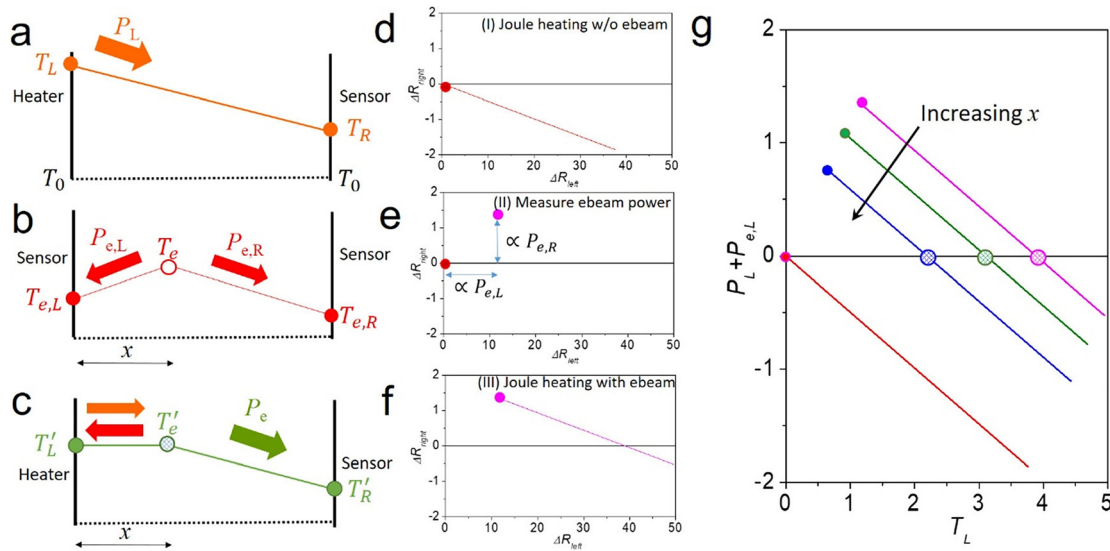 a
P_L
T_L
Heater
Sensor
T_R
T_0
T_0
b
P_e,L
T_e
P_e,R
Sensor
Sensor
T_e,L
T_e,R
x
c
T'_e
P_e
T'_L
Heater
Sensor
T'_R
x
d
(I) Joule heating w/o ebeam
ΔR_right
2
1
0
-1
-2
0 10 20 30 40 50
ΔR_left
e
(II) Measure ebeam power
∝ P_e,R
∝ P_e,L
ΔR_right
2
1
0
-1
-2
0 10 20 30 40 50
ΔR_left
f
(III) Joule heating with ebeam
ΔR_right
2
1
0
-1
-2
0 10 20 30 40 50
ΔR_left
g
Increasing x
P_L+P_e,L
2
1
0
-1
-2
0 1 2 3 4 5
T_L